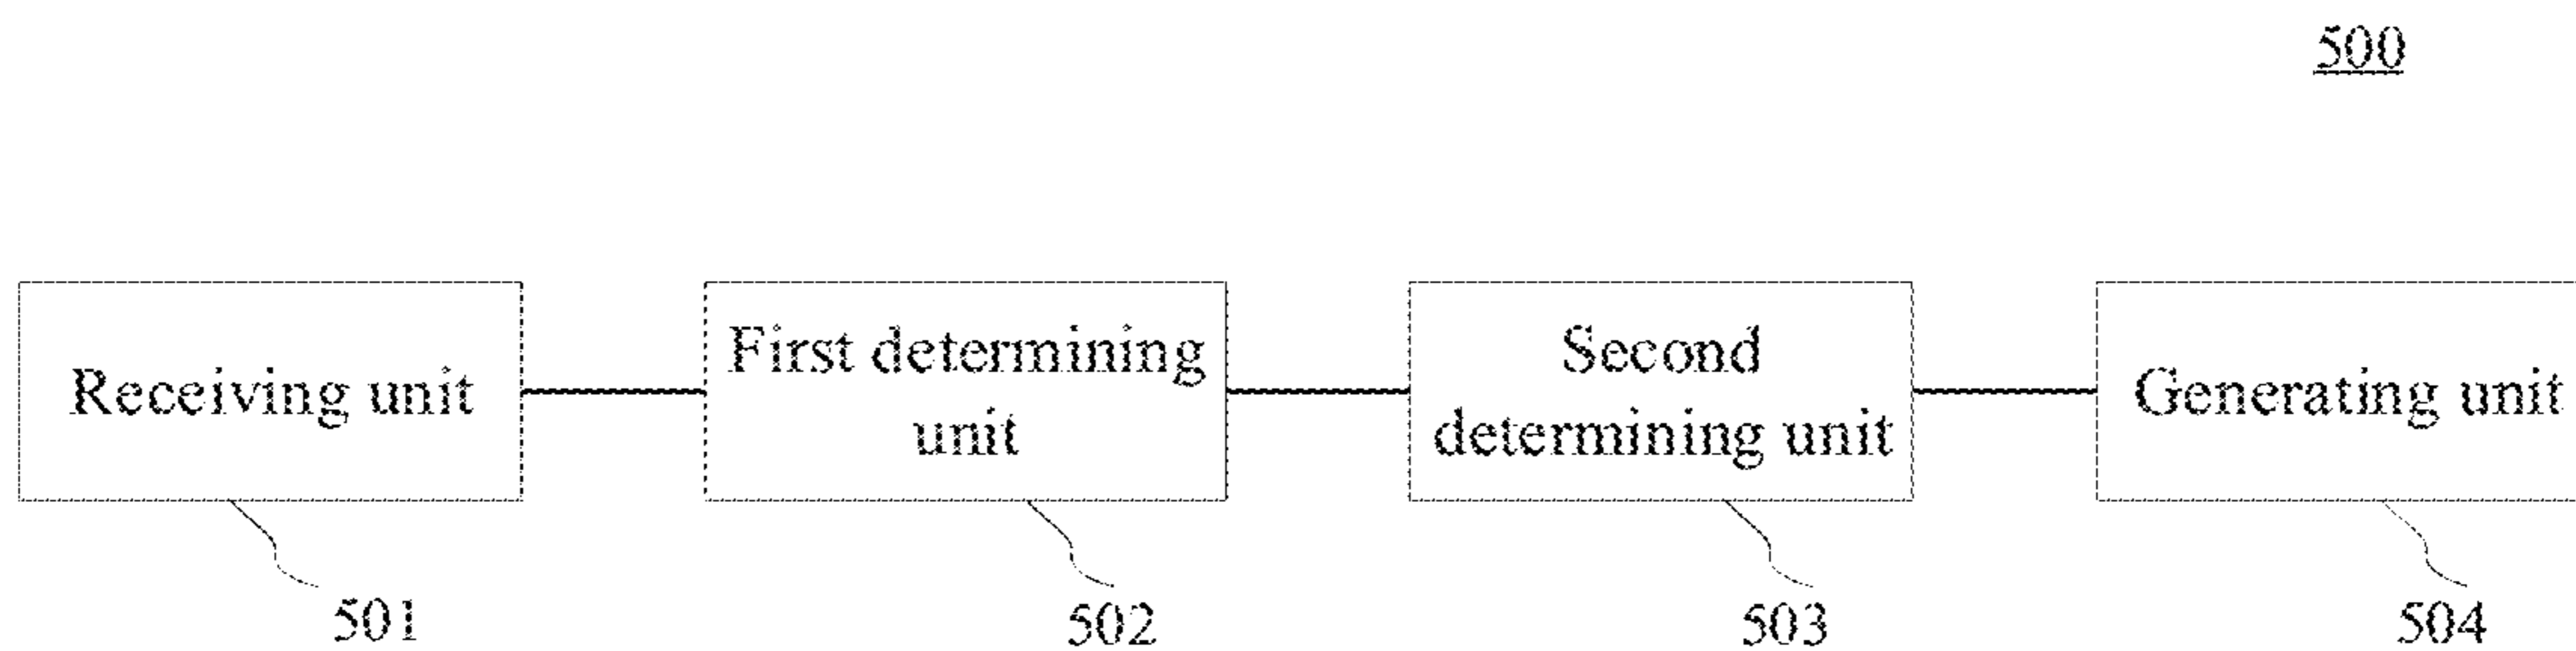 500
Receiving unit
First determining
unit
Second
determining unit
Generating unit
501
502
503
504